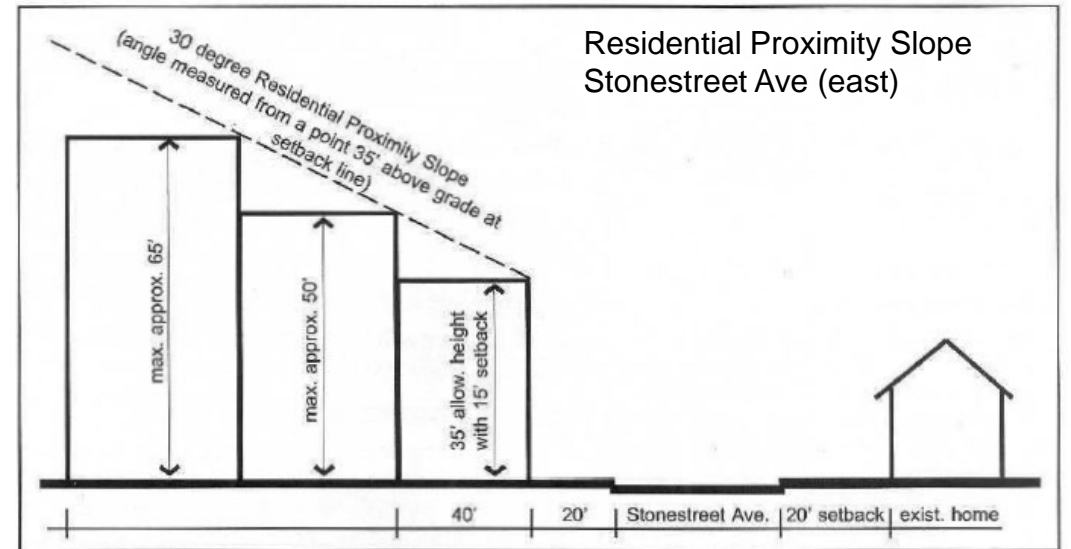 Residential Proximity Slope
Stonestreet Ave (east)
30 degree Residential Proximity Slope
(angle measured from a point 35' above grade at
setback line)
max. approx. 65'
max. approx. 50'
35' allow. height
with 15' setback
40'
20'
Stonestreet Ave.
20' setback
exist. home